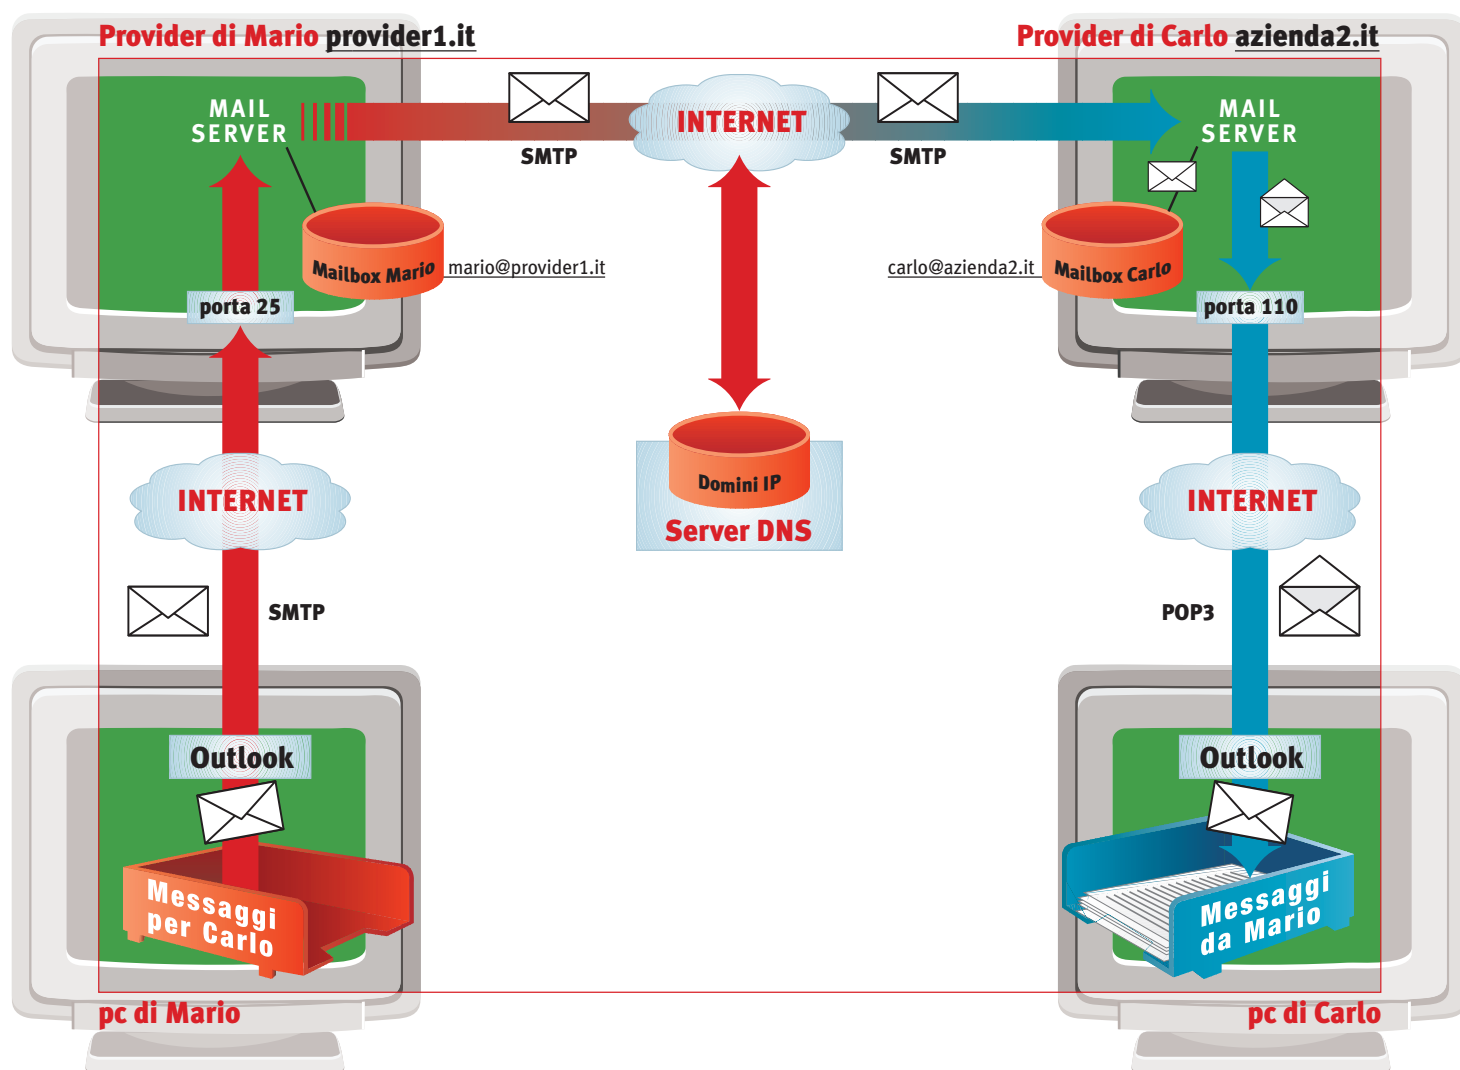 Provider di Mario provider1.it
Provider di Carlo azienda2.it
MAIL
SERVER
INTERNET
MAIL
SERVER
SMTP
SMTP
Mailbox Mario
mario@provider1.it
carlo@azienda2.it
Mailbox Carlo
porta 25
porta 110
Domini IP
Server DNS
INTERNET
INTERNET
SMTP
POP3
Outlook
Outlook
Messaggi
per Carlo
Messaggi
da Mario
pc di Mario
pc di Carlo